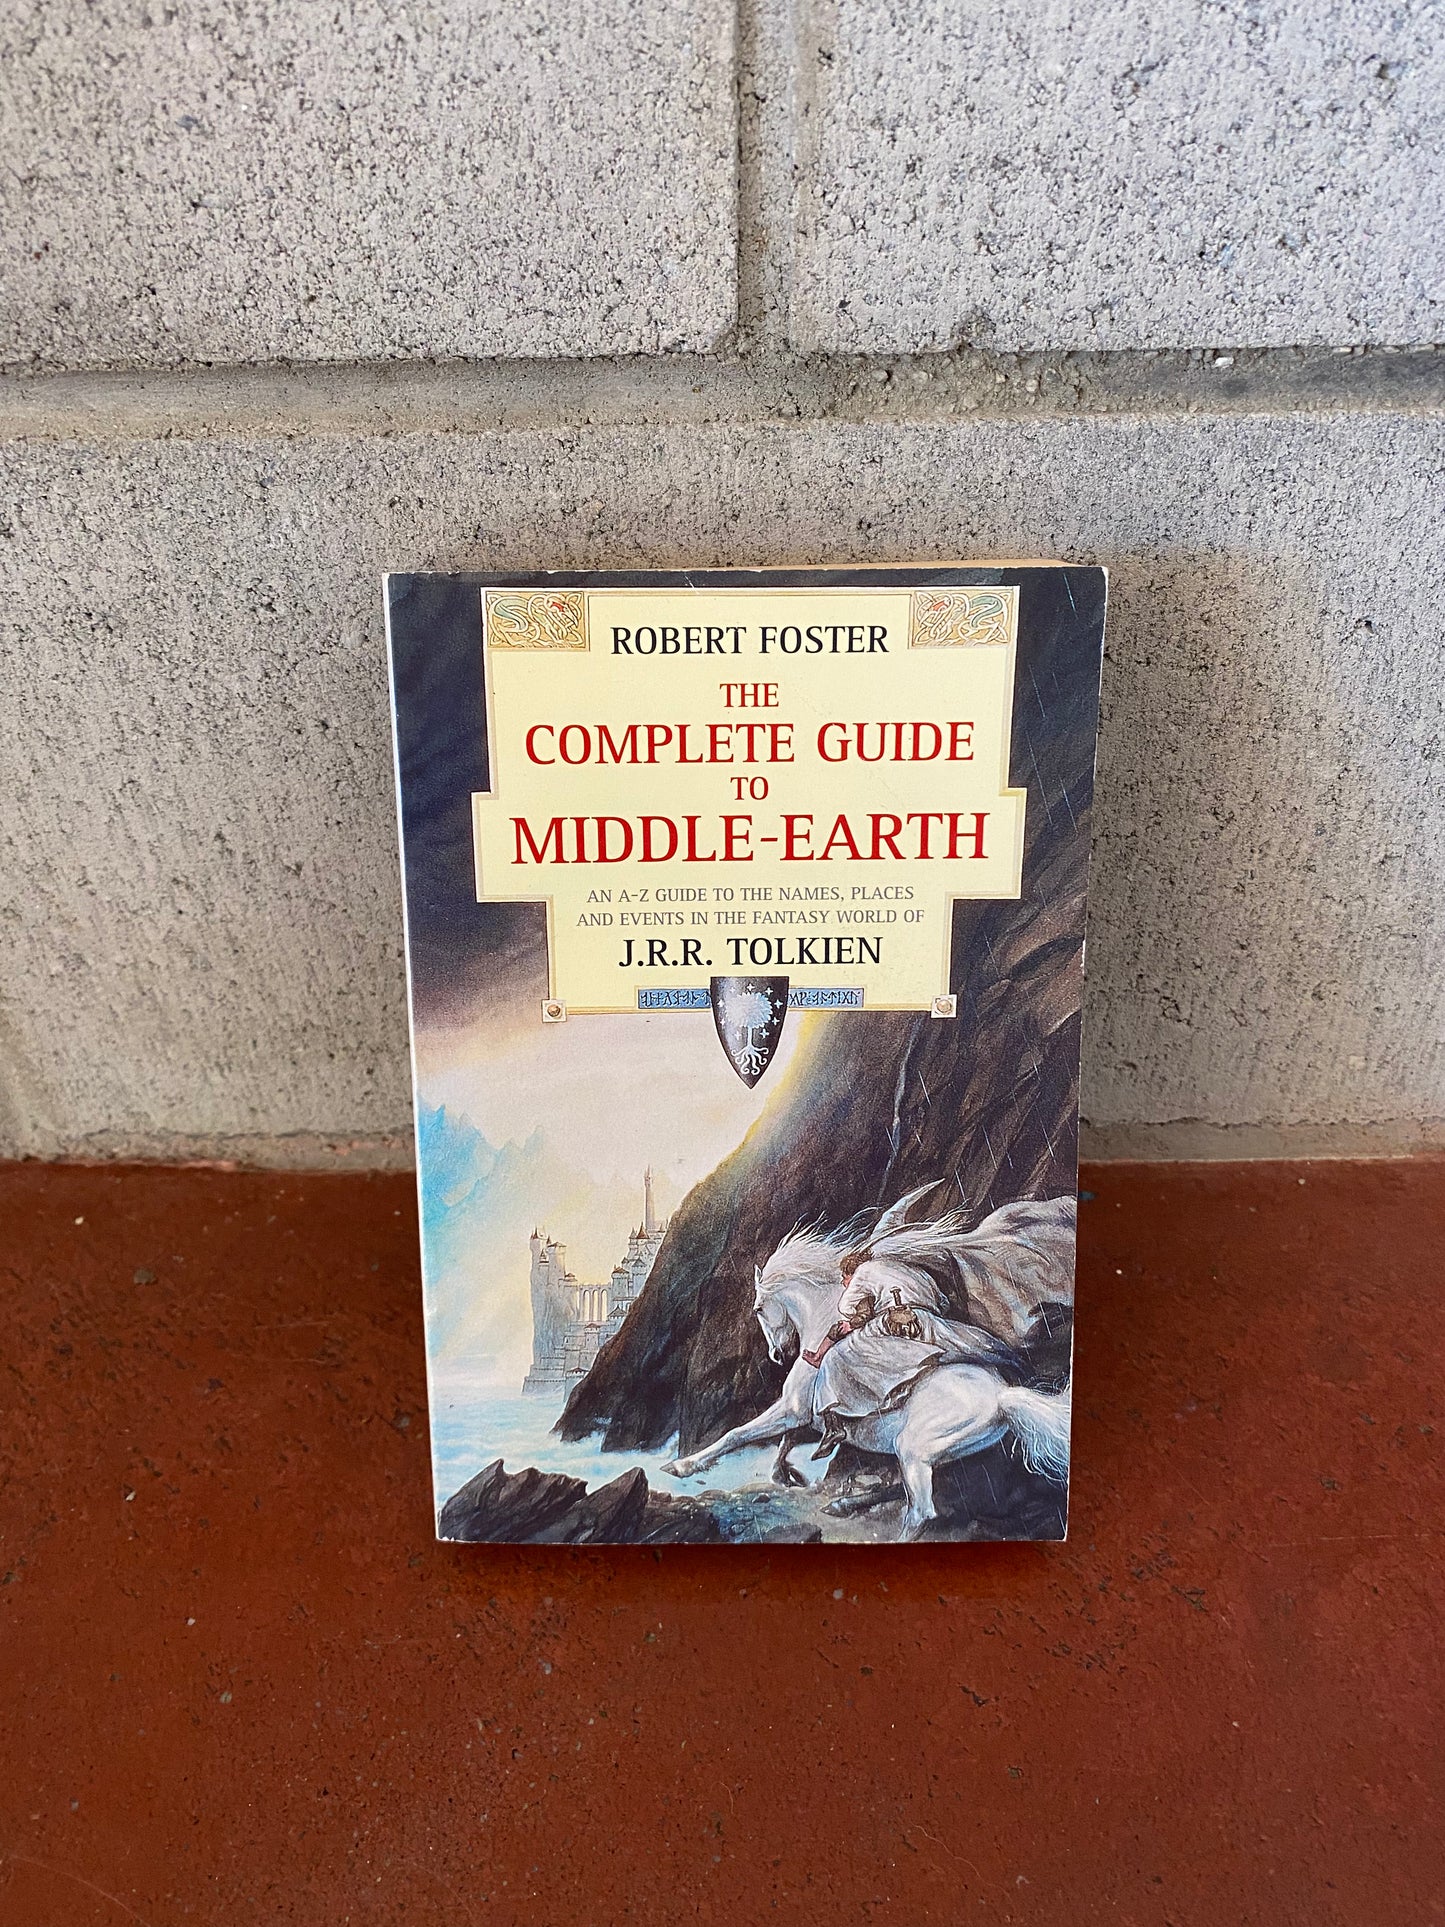 ROBERT FOSTER
THE
COMPLETE GUIDE
TO
MIDDLE-EARTH
AN A-Z GUIDE TO THE NAMES, PLACES
AND EVENTS IN THE FANTASY WORLD OF
J.R.R. TOLKIEN